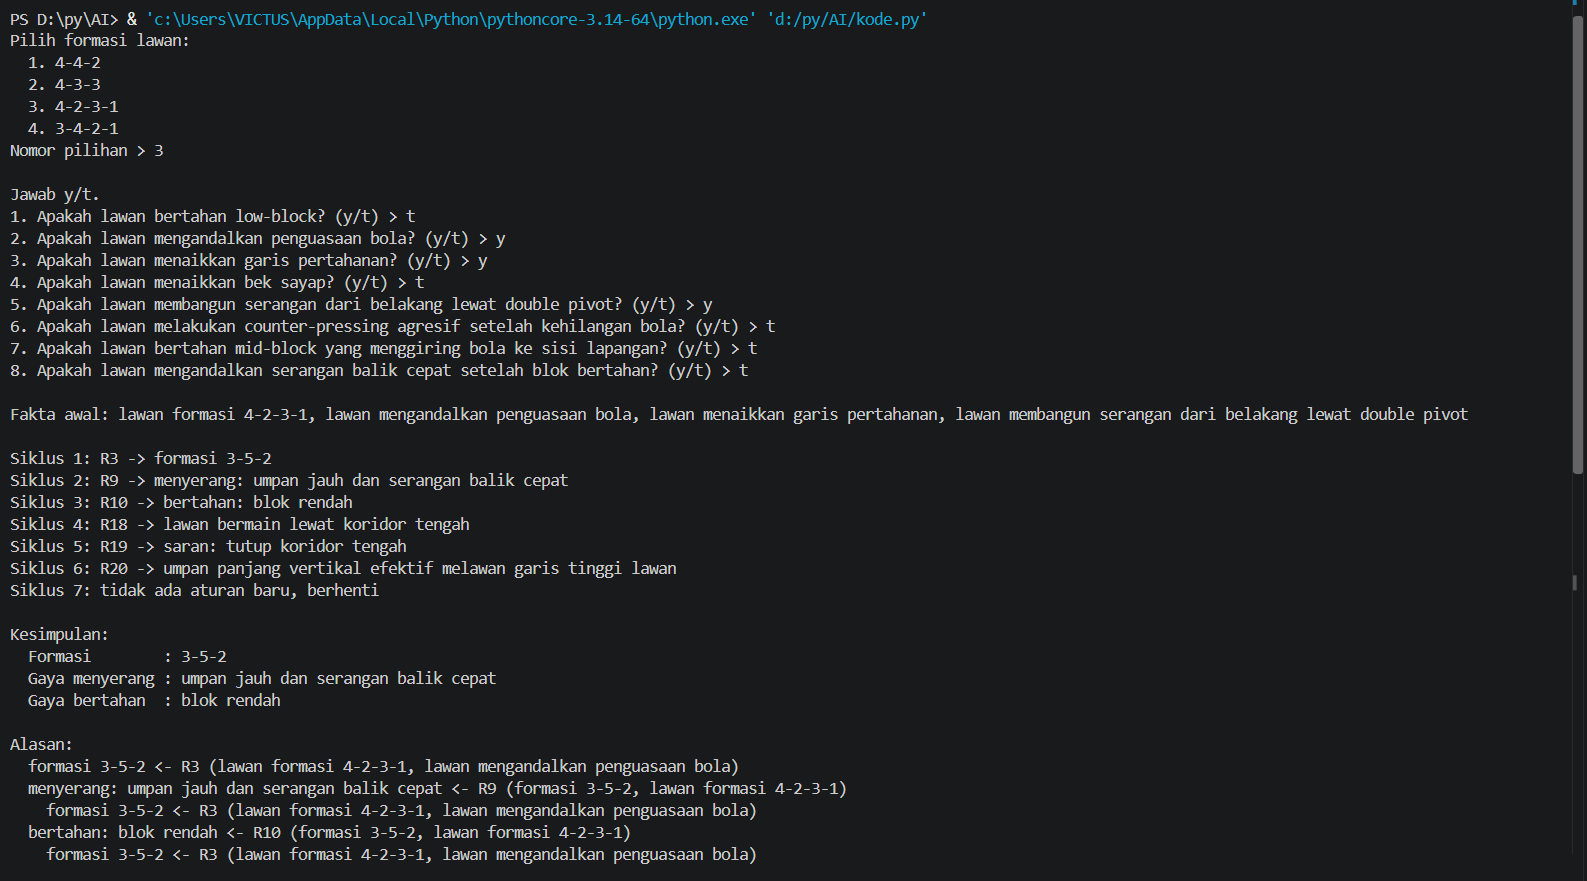 PS D:\py\AI> & 'c:\Users\VICTUS\AppData\Local\Python\pythoncore-3.14-64\python.exe' 'd:/py/AI/kode.py'
Pilih formasi lawan:
  1. 4-4-2
  2. 4-3-3
  3. 4-2-3-1
  4. 3-4-2-1
Nomor pilihan > 3

Jawab y/t.
1. Apakah lawan bertahan low-block? (y/t) > t
2. Apakah lawan mengandalkan penguasaan bola? (y/t) > y
3. Apakah lawan menaikkan garis pertahanan? (y/t) > y
4. Apakah lawan menaikkan bek sayap? (y/t) > t
5. Apakah lawan membangun serangan dari belakang lewat double pivot? (y/t) > y
6. Apakah lawan melakukan counter-pressing agresif setelah kehilangan bola? (y/t) > t
7. Apakah lawan bertahan mid-block yang menggiring bola ke sisi lapangan? (y/t) > t
8. Apakah lawan mengandalkan serangan balik cepat setelah blok bertahan? (y/t) > t

Fakta awal: lawan formasi 4-2-3-1, lawan mengandalkan penguasaan bola, lawan menaikkan garis pertahanan, lawan membangun serangan dari belakang lewat double pivot

Siklus 1: R3 -> formasi 3-5-2
Siklus 2: R9 -> menyerang: umpan jauh dan serangan balik cepat
Siklus 3: R10 -> bertahan: blok rendah
Siklus 4: R18 -> lawan bermain lewat koridor tengah
Siklus 5: R19 -> saran: tutup koridor tengah
Siklus 6: R20 -> umpan panjang vertikal efektif melawan garis tinggi lawan
Siklus 7: tidak ada aturan baru, berhenti

Kesimpulan:
  Formasi        : 3-5-2
  Gaya menyerang : umpan jauh dan serangan balik cepat
  Gaya bertahan  : blok rendah

Alasan:
  formasi 3-5-2 <- R3 (lawan formasi 4-2-3-1, lawan mengandalkan penguasaan bola)
  menyerang: umpan jauh dan serangan balik cepat <- R9 (formasi 3-5-2, lawan formasi 4-2-3-1)
    formasi 3-5-2 <- R3 (lawan formasi 4-2-3-1, lawan mengandalkan penguasaan bola)
  bertahan: blok rendah <- R10 (formasi 3-5-2, lawan formasi 4-2-3-1)
    formasi 3-5-2 <- R3 (lawan formasi 4-2-3-1, lawan mengandalkan penguasaan bola)